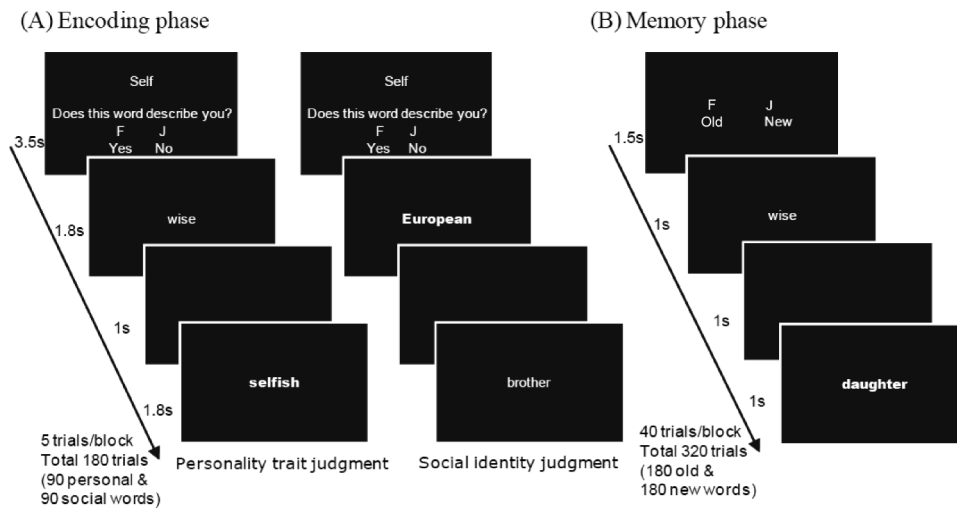 (A) Encoding phase
Self
Does this word describe you?
F J
Yes No
3.5s
wise
1.8s
1s
selfish
1.8s
5 trials/block
Total 180 trials
(90 personal &
90 social words)
Personality trait judgment
Self
Does this word describe you?
F J
Yes No
European
brother
Social identity judgment
(B) Memory phase
F J
Old New
1.5s
wise
1s
1s
daughter
1s
40 trials/block
Total 320 trials
(180 old &
180 new words)